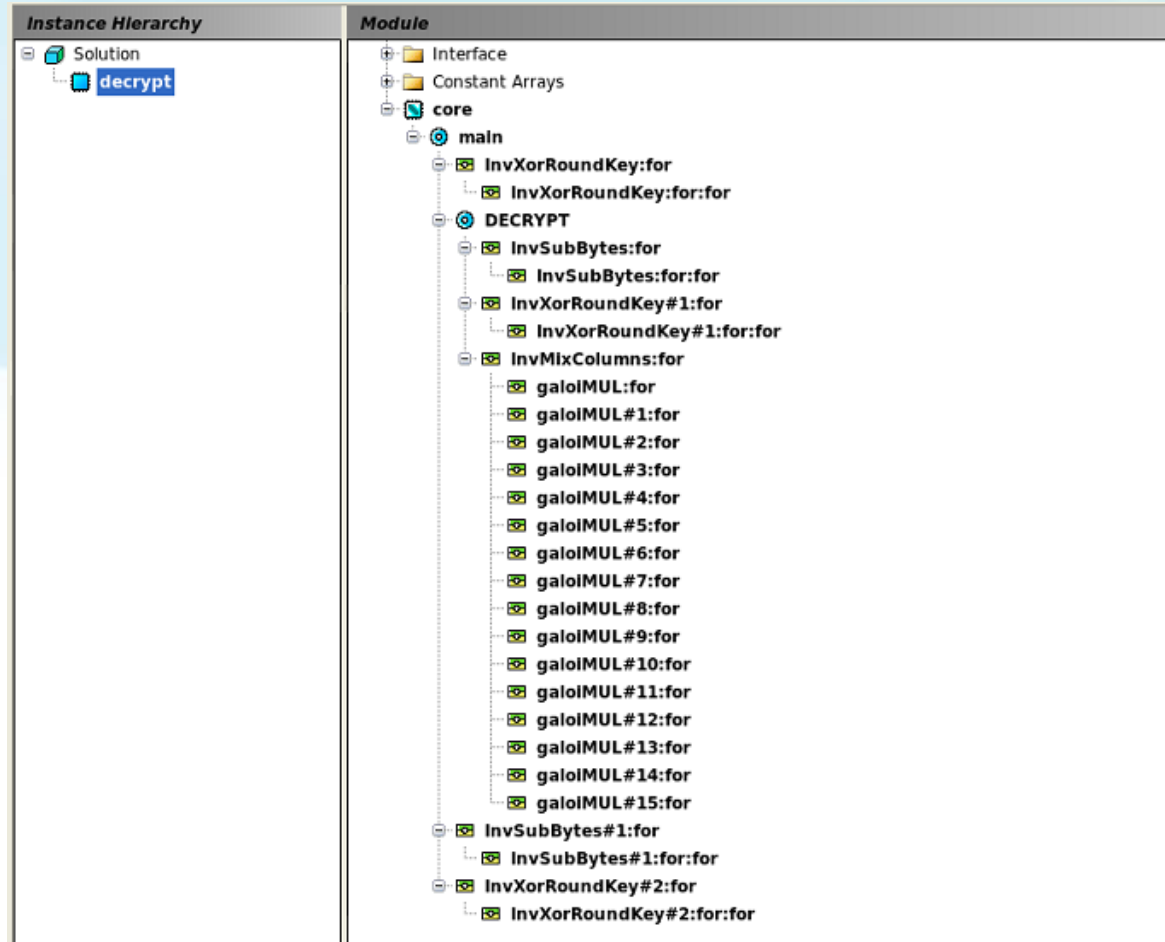 Instance Hierarchy
Solution
decrypt
Module
Interface
Constant Arrays
core
main
InvXorRoundKey:for
InvXorRoundKey:for:for
DECRYPT
InvSubBytes:for
InvSubBytes:for:for
InvXorRoundKey#1:for
InvXorRoundKey#1:for:for
InvMixColumns:for
galoiMUL:for
galoiMUL#1:for
galoiMUL#2:for
galoiMUL#3:for
galoiMUL#4:for
galoiMUL#5:for
galoiMUL#6:for
galoiMUL#7:for
galoiMUL#8:for
galoiMUL#9:for
galoiMUL#10:for
galoiMUL#11:for
galoiMUL#12:for
galoiMUL#13:for
galoiMUL#14:for
galoiMUL#15:for
InvSubBytes#1:for
InvSubBytes#1:for:for
InvXorRoundKey#2:for
InvXorRoundKey#2:for:for